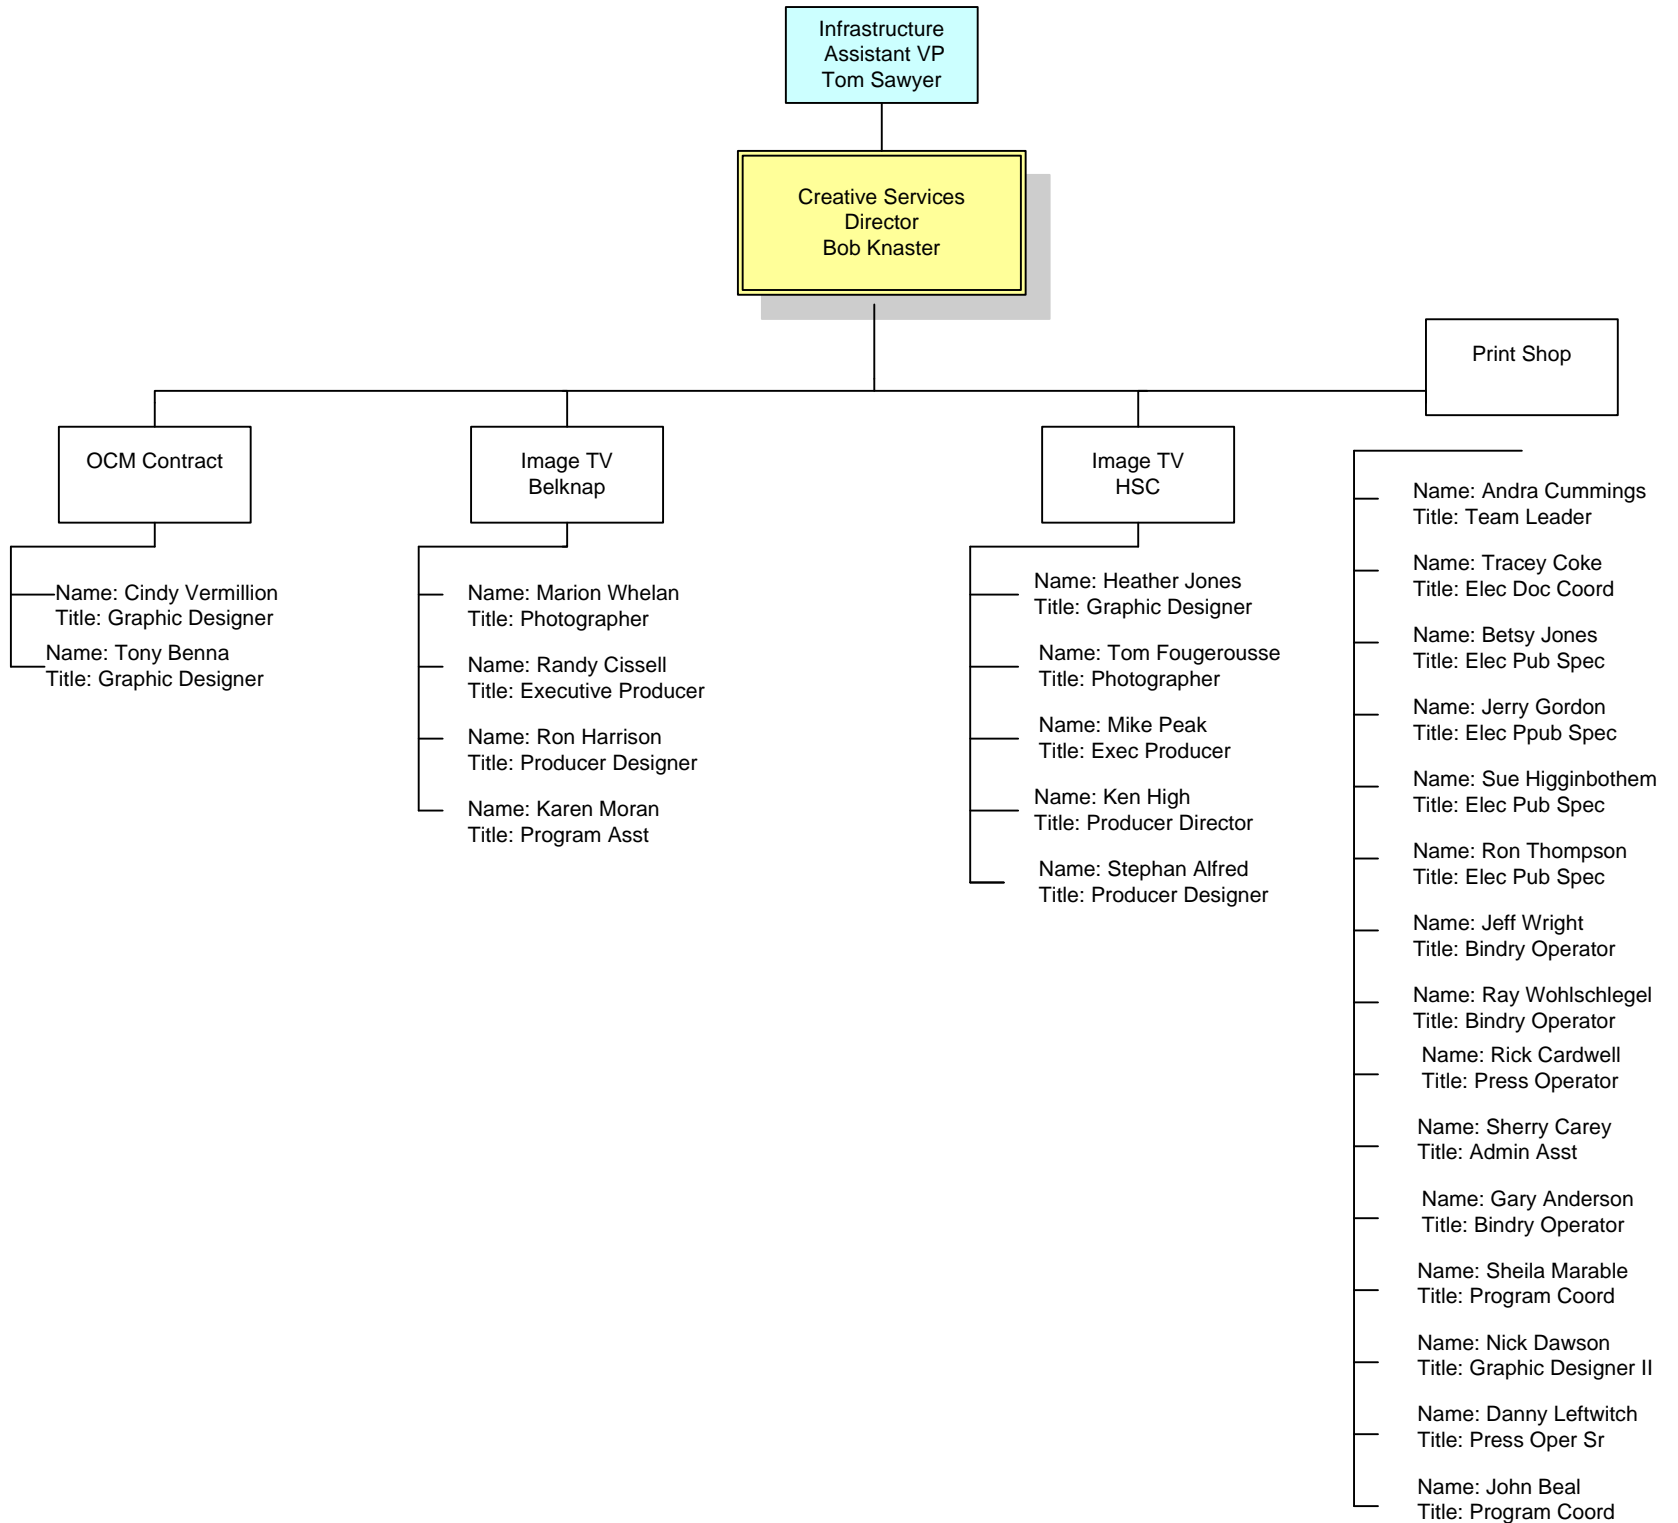 Infrastructure
Assistant VP
Tom Sawyer
Creative Services
Director
Bob Knaster
Print Shop
OCM Contract
Image TV
Belknap
Image TV
HSC
Name: Cindy Vermillion
Title: Graphic Designer
Name: Tony Benna
Title: Graphic Designer
Name: Marion Whelan
Title: Photographer
Name: Randy Cissell
Title: Executive Producer
Name: Ron Harrison
Title: Producer Designer
Name: Karen Moran
Title: Program Asst
Name: Heather Jones
Title: Graphic Designer
Name: Tom Fougerousse
Title: Photographer
Name: Mike Peak
Title: Exec Producer
Name: Ken High
Title: Producer Director
Name: Stephan Alfred
Title: Producer Designer
Name: Andra Cummings
Title: Team Leader
Name: Tracey Coke
Title: Elec Doc Coord
Name: Betsy Jones
Title: Elec Pub Spec
Name: Jerry Gordon
Title: Elec Ppub Spec
Name: Sue Higginbothem
Title: Elec Pub Spec
Name: Ron Thompson
Title: Elec Pub Spec
Name: Jeff Wright
Title: Bindry Operator
Name: Ray Wohlschlegel
Title: Bindry Operator
Name: Rick Cardwell
Title: Press Operator
Name: Sherry Carey
Title: Admin Asst
Name: Gary Anderson
Title: Bindry Operator
Name: Sheila Marable
Title: Program Coord
Name: Nick Dawson
Title: Graphic Designer II
Name: Danny Leftwitch
Title: Press Oper Sr
Name: John Beal
Title: Program Coord